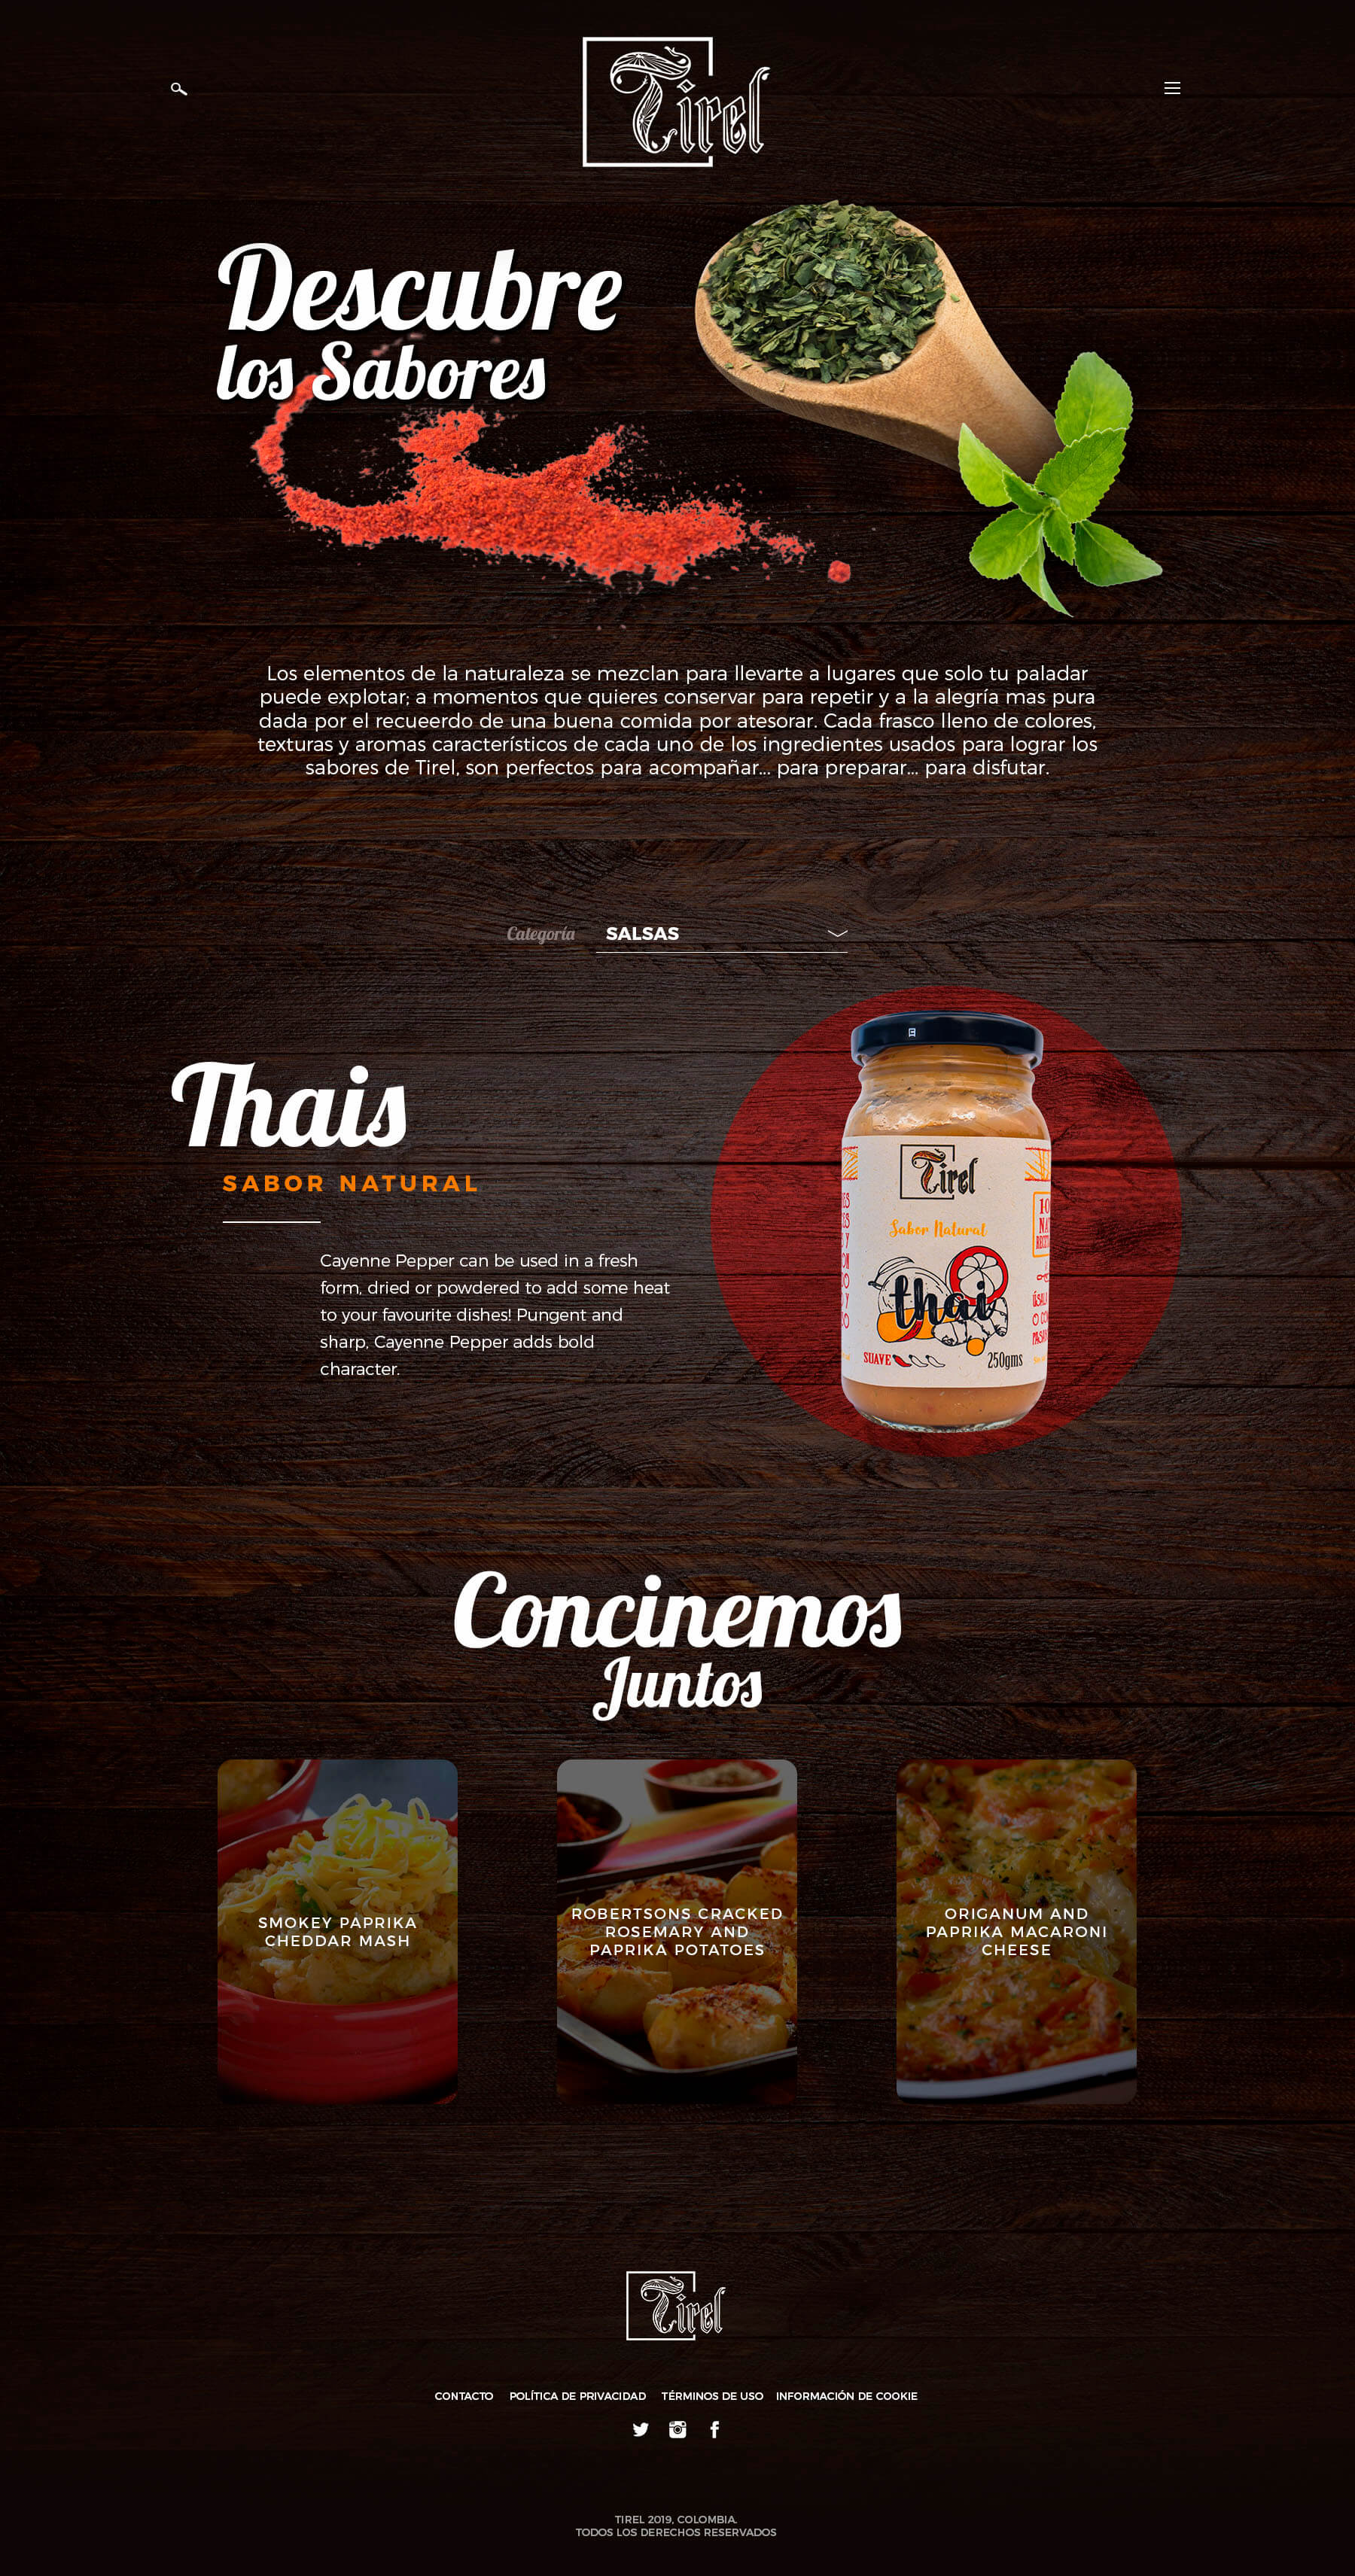 Tirel
Descubre
los Sabores
Los elementos de la naturaleza se mezclan para llevarte a lugares que solo tu paladar
puede explotar; a momentos que quieres conservar para repetir y a la alegría mas pura
dada por el recueerdo de una buena comida por atesorar. Cada frasco lleno de colores,
texturas y aromas característicos de cada uno de los ingredientes usados para lograr los
sabores de Tirel, son perfectos para acompañar... para preparar... para disfutar.
Categoría SALSAS
Thais
SABOR NATURAL
Cayenne Pepper can be used in a fresh
form, dried or powdered to add some heat
to your favourite dishes! Pungent and
sharp, Cayenne Pepper adds bold
character.
Tirel
Sabor Natural
thai
SUAVE
250gms
Concinemos
Juntos
SMOKEY PAPRIKA
CHEDDAR MASH
ROBERTSONS CRACKED
ROSEMARY AND
PAPRIKA POTATOES
ORIGANUM AND
PAPRIKA MACARONI
CHEESE
Tirel
CONTACTO POLÍTICA DE PRIVACIDAD TÉRMINOS DE USO INFORMACIÓN DE COOKIE
TIREL 2019, COLOMBIA.
TODOS LOS DERECHOS RESERVADOS